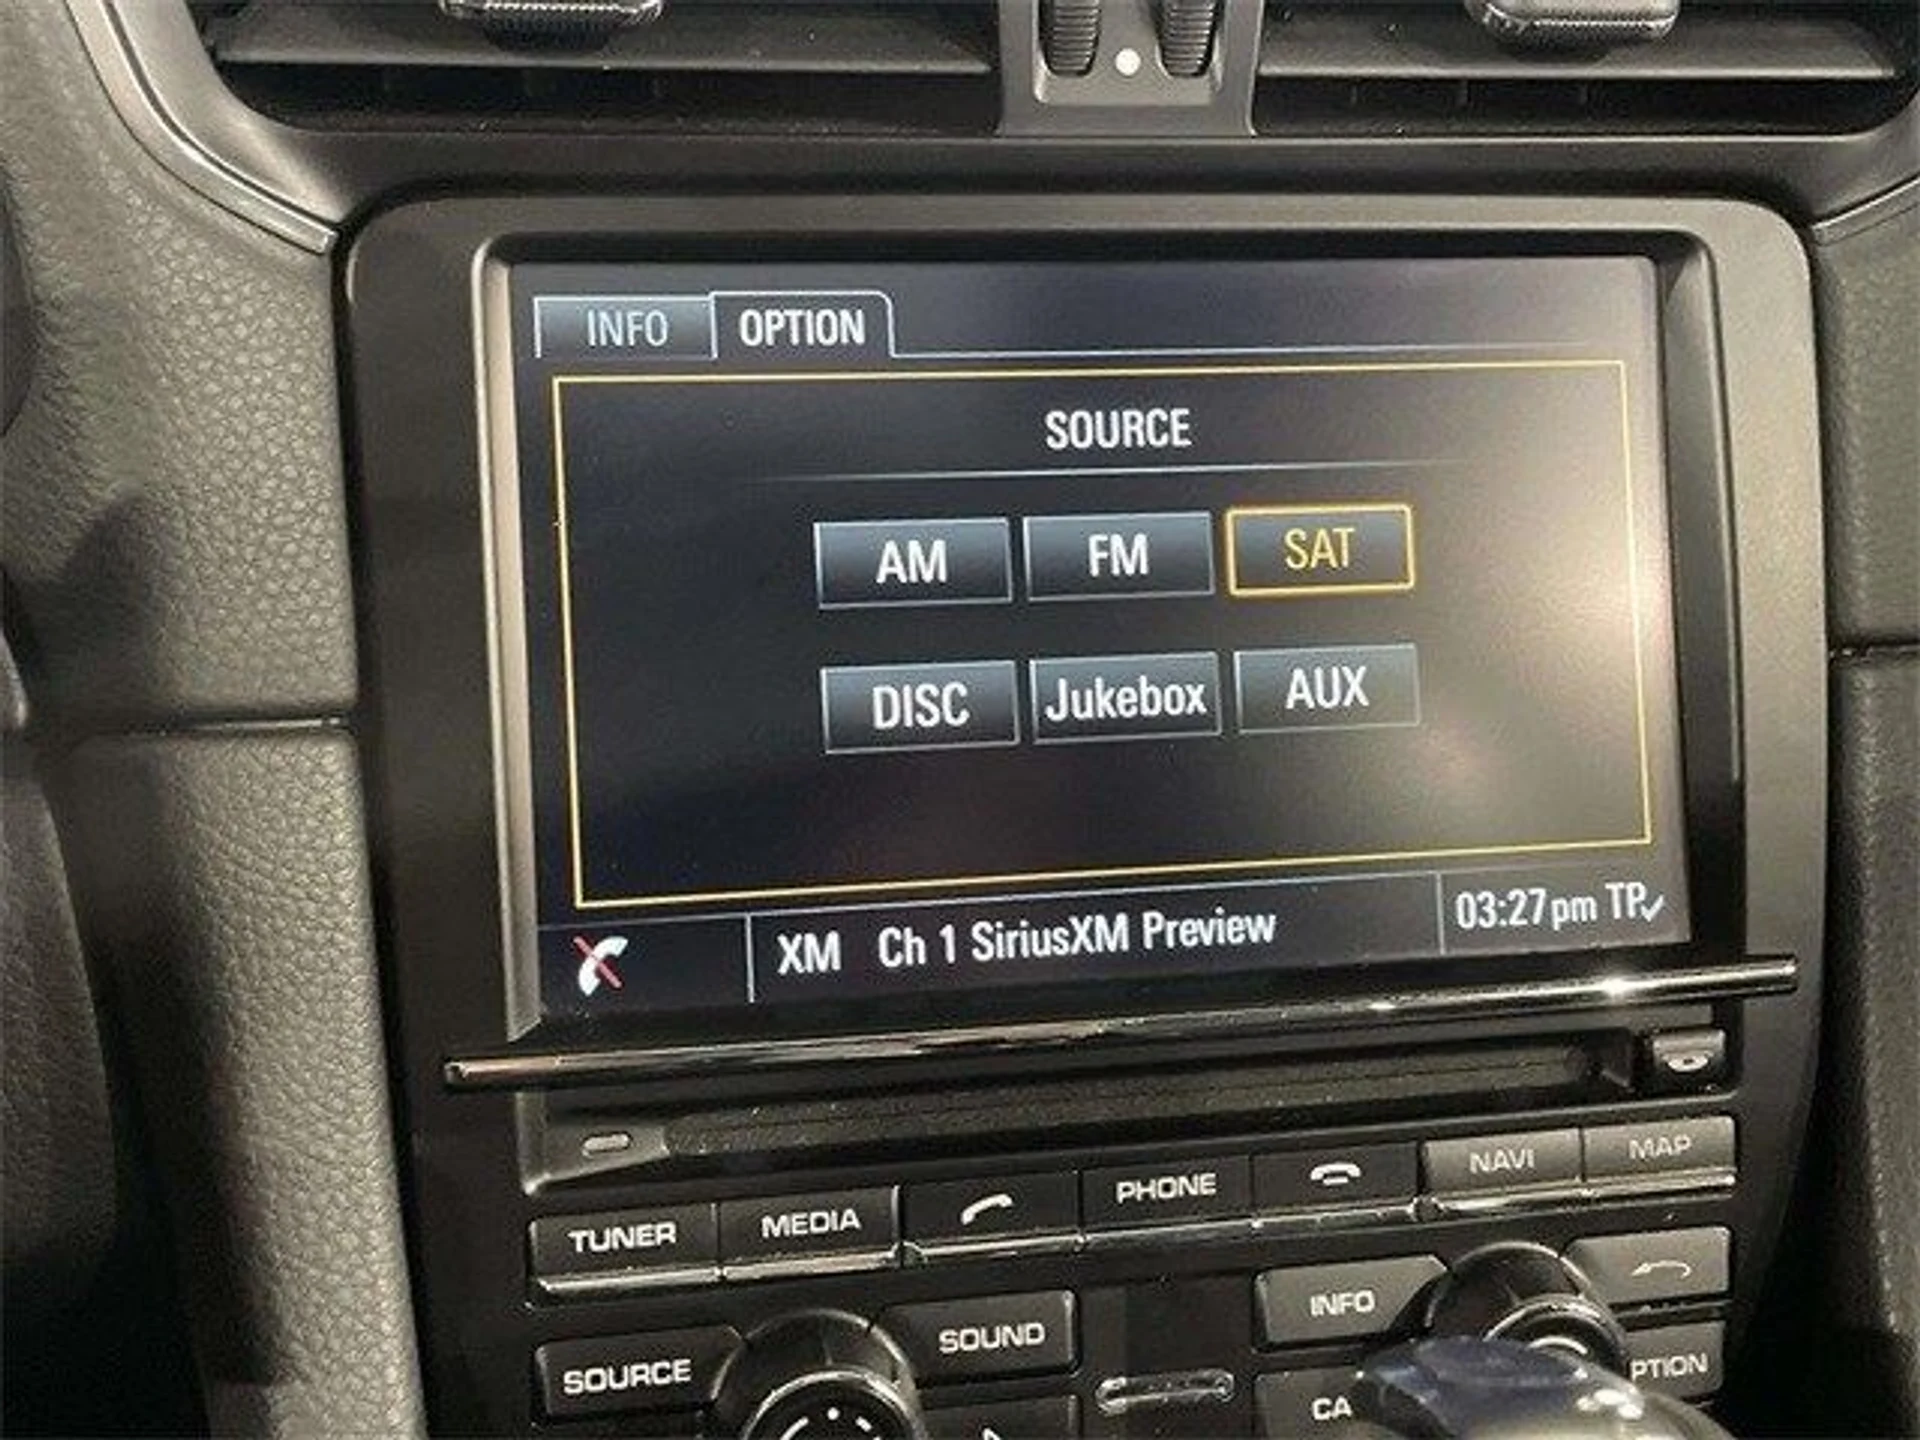 INFO OPTION
SOURCE
AM FM SAT
DISC Jukebox AUX
XM Ch 1 SiriusXM Preview 03:27pm TP
TUNER MEDIA PHONE NAVI MAP
SOURCE SOUND INFO
CA PTION